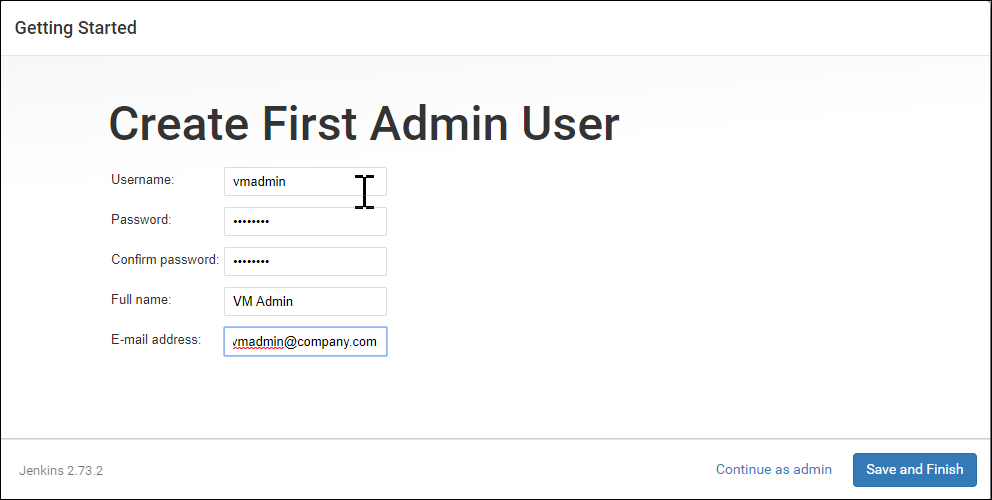 Getting Started
Create First Admin User
Username: vmadmin
Password: ••••••••
Confirm password: ••••••••
Full name: VM Admin
E-mail address: vmadmin@company.com
Jenkins 2.73.2 Continue as admin Save and Finish